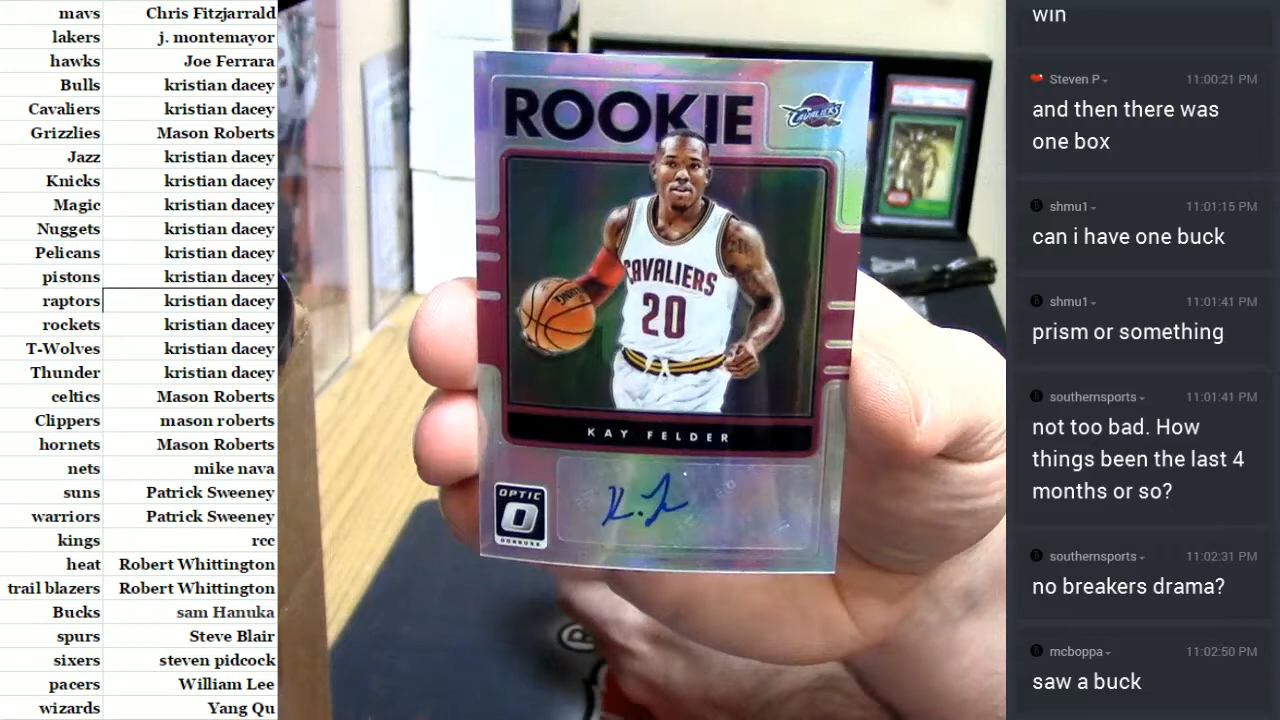 mavs Chris Fitzjarrald
lakers j. montemayor
hawks Joe Ferrara
Bulls kristian dacey
Cavaliers kristian dacey
Grizzlies Mason Roberts
Jazz kristian dacey
Knicks kristian dacey
Magic kristian dacey
Nuggets kristian dacey
Pelicans kristian dacey
pistons kristian dacey
raptors kristian dacey
rockets kristian dacey
T-Wolves kristian dacey
Thunder kristian dacey
celtics Mason Roberts
Clippers mason roberts
hornets Mason Roberts
nets mike nava
suns Patrick Sweeney
warriors Patrick Sweeney
kings rcc
heat Robert Whittington
trail blazers Robert Whittington
Bucks sam Hanuka
spurs Steve Blair
sixers steven pidcock
pacers William Lee
wizards Yang Qu
ROOKIE
CAVALIERS
CAVALIERS
20
KAY FELDER
OPTIC
DONRUSS
win
Steven P 11:00:21 PM
and then there was
one box
shmu1 11:01:15 PM
can i have one buck
shmu1 11:01:41 PM
prism or something
southernsports 11:01:41 PM
not too bad. How
things been the last 4
months or so?
southernsports 11:02:31 PM
no breakers drama?
mcboppa 11:02:50 PM
saw a buck